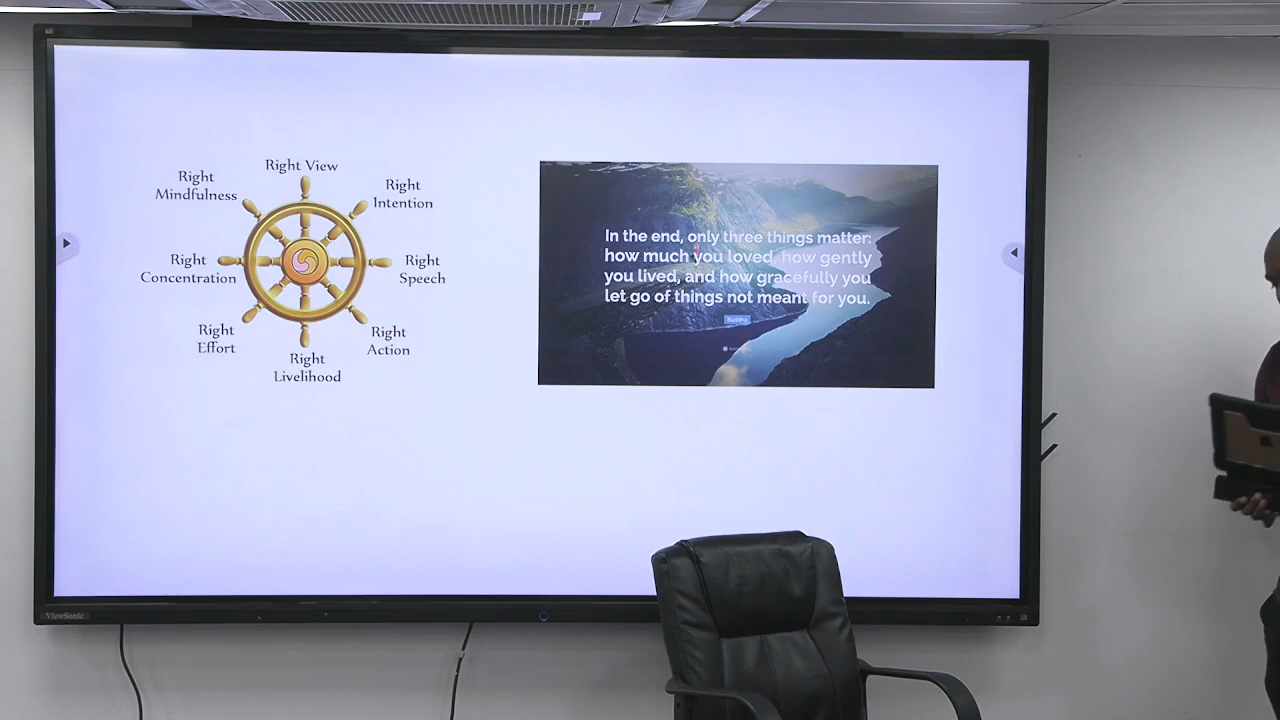 Right View
Right
Mindfulness
Right
Intention
Right
Concentration
Right
Speech
Right
Effort
Right
Action
Right
Livelihood
In the end, only three things matter:
how much you loved, how gently
you lived, and how gracefully you
let go of things not meant for you.
Buddha
ViewSonic